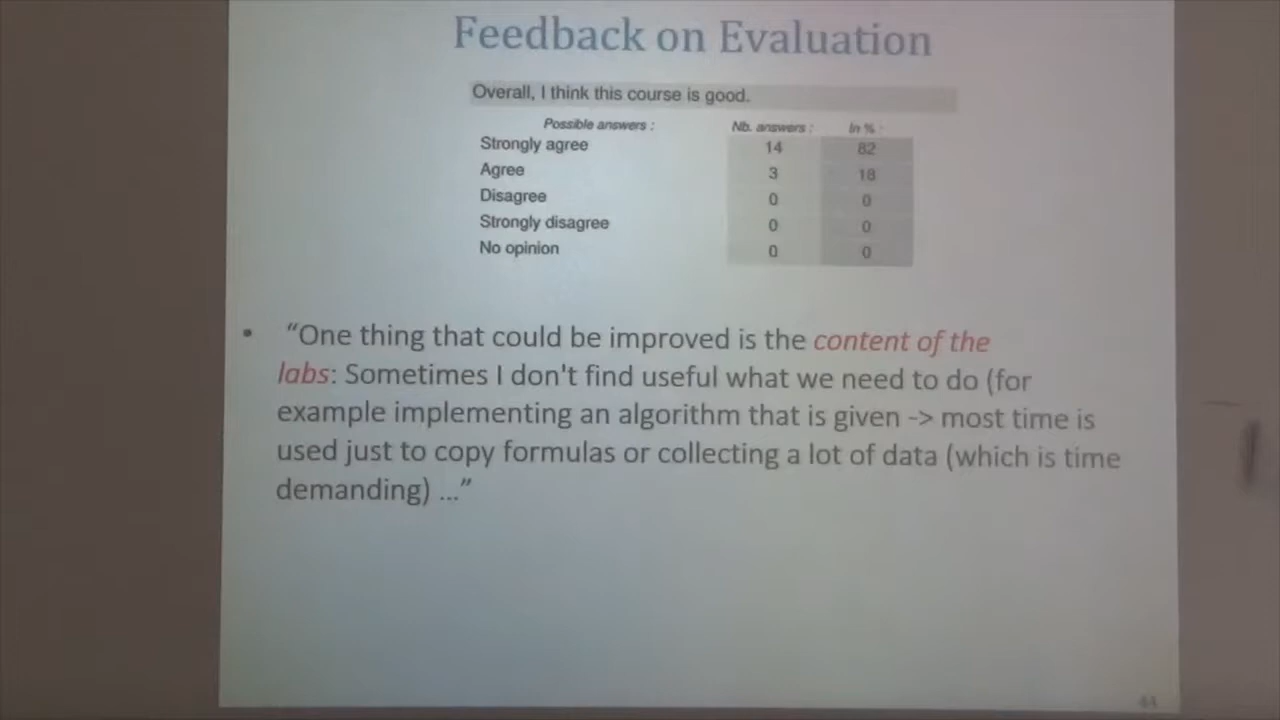 Feedback on Evaluation
Overall, I think this course is good.
Possible answers : Nb. answers : In % :
Strongly agree 14 82
Agree 3 18
Disagree 0 0
Strongly disagree 0 0
No opinion 0 0
• “One thing that could be improved is the content of the
labs: Sometimes I don't find useful what we need to do (for
example implementing an algorithm that is given -> most time is
used just to copy formulas or collecting a lot of data (which is time
demanding) ...”